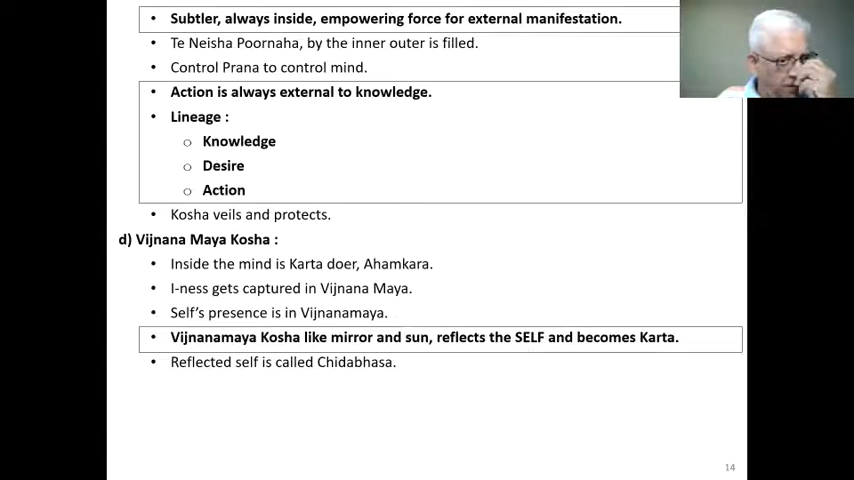 • Subtler, always inside, empowering force for external manifestation.
• Te Neisha Poornaha, by the inner outer is filled.
• Control Prana to control mind.
• Action is always external to knowledge.
• Lineage :
o Knowledge
o Desire
o Action
• Kosha veils and protects.
d) Vijnana Maya Kosha :
• Inside the mind is Karta doer, Ahamkara.
• I-ness gets captured in Vijnana Maya.
• Self’s presence is in Vijnanamaya.
• Vijnanamaya Kosha like mirror and sun, reflects the SELF and becomes Karta.
• Reflected self is called Chidabhasa.
14